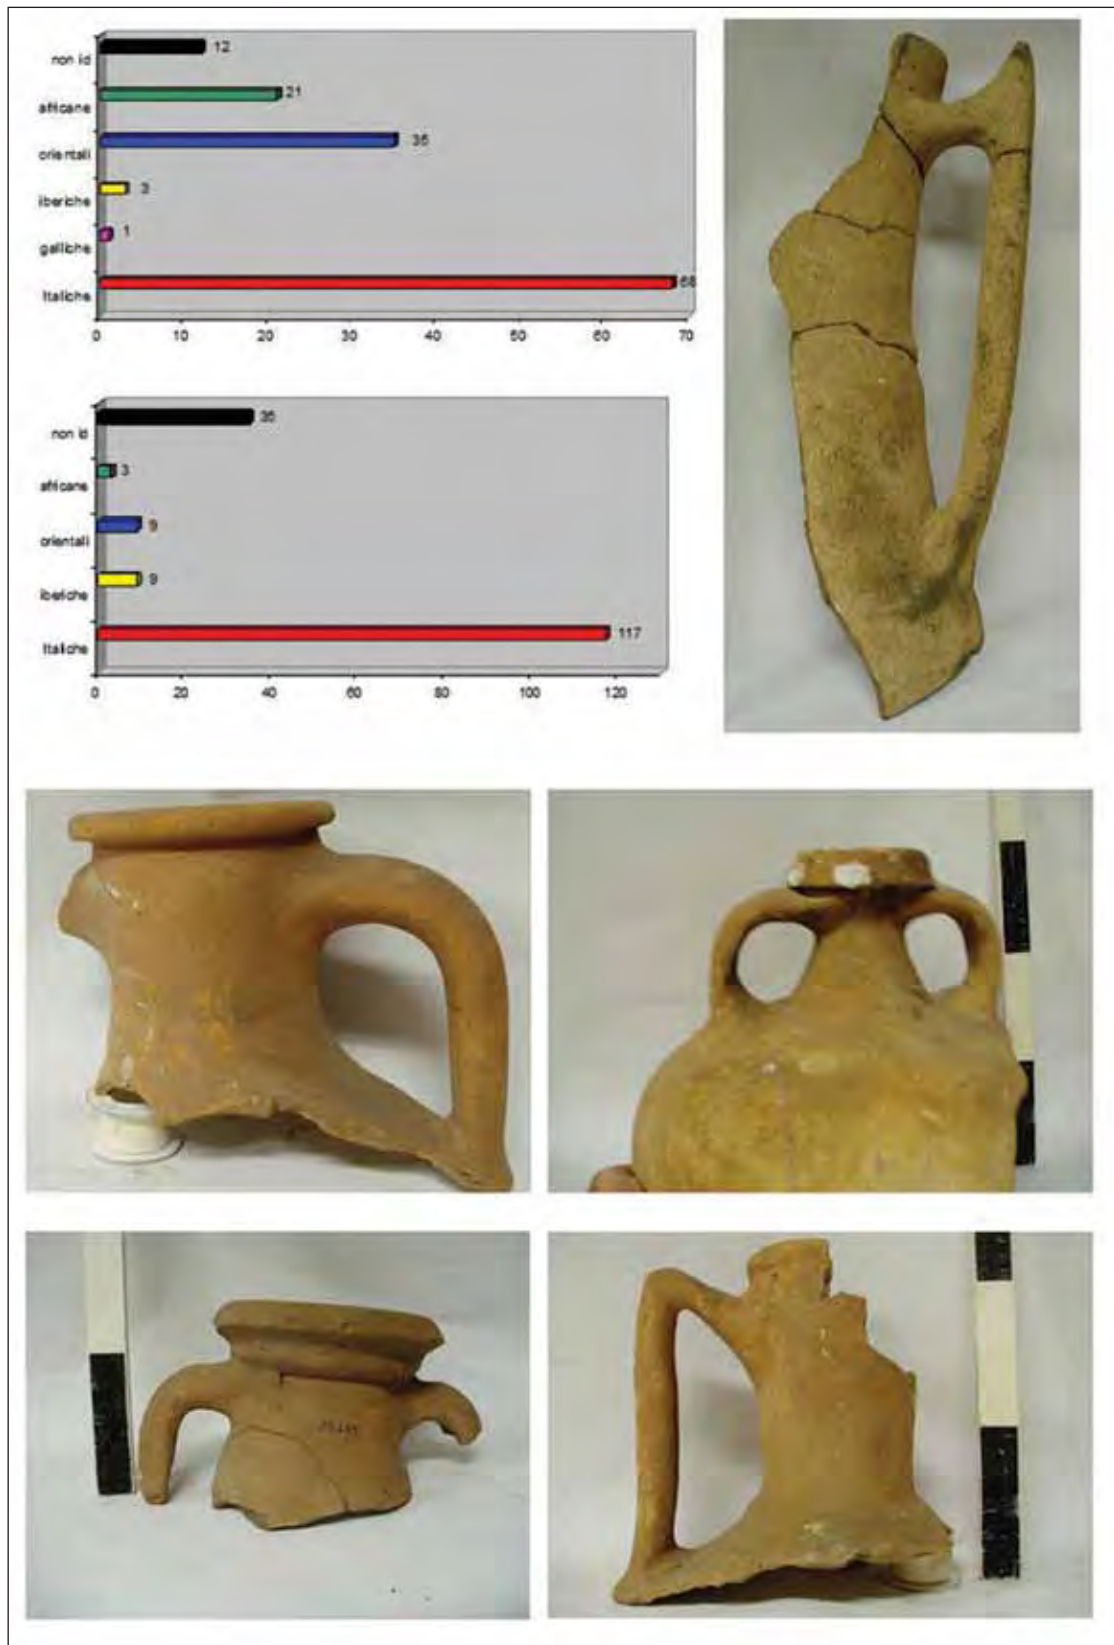 non id 12
africane 21
orientali 35
iberiche 3
galliche 1
Italiche 68
0 10 20 30 40 50 60 70
non id 35
africane 3
orientali 9
iberiche 9
Italiche 117
0 20 40 60 80 100 120